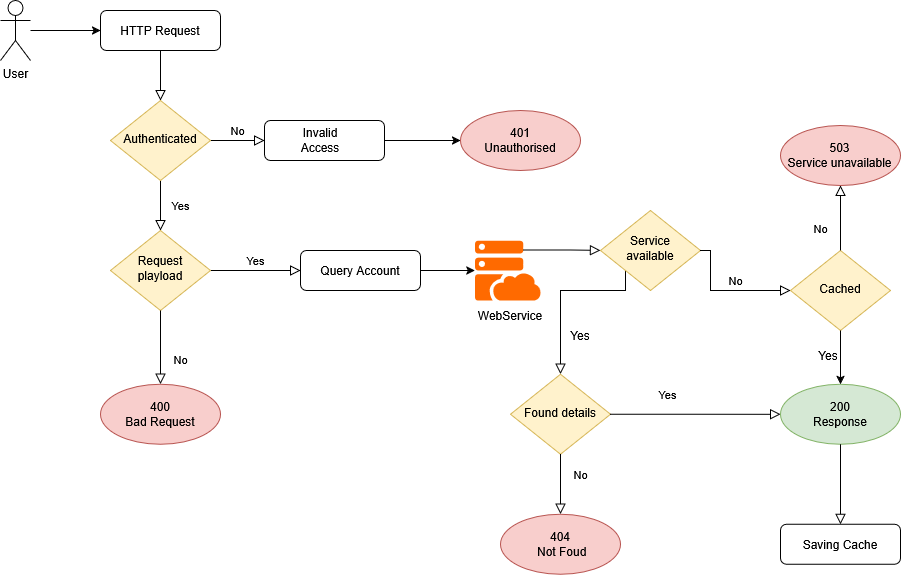 HTTP Request
User
Authenticated
No
Invalid
Access
401
Unauthorised
503
Service unavailable
Yes
No
Request
playload
Yes
Query Account
WebService
Service
available
No
Cached
Yes
Yes
No
400
Bad Request
Found details
Yes
200
Response
No
404
Not Foud
Saving Cache